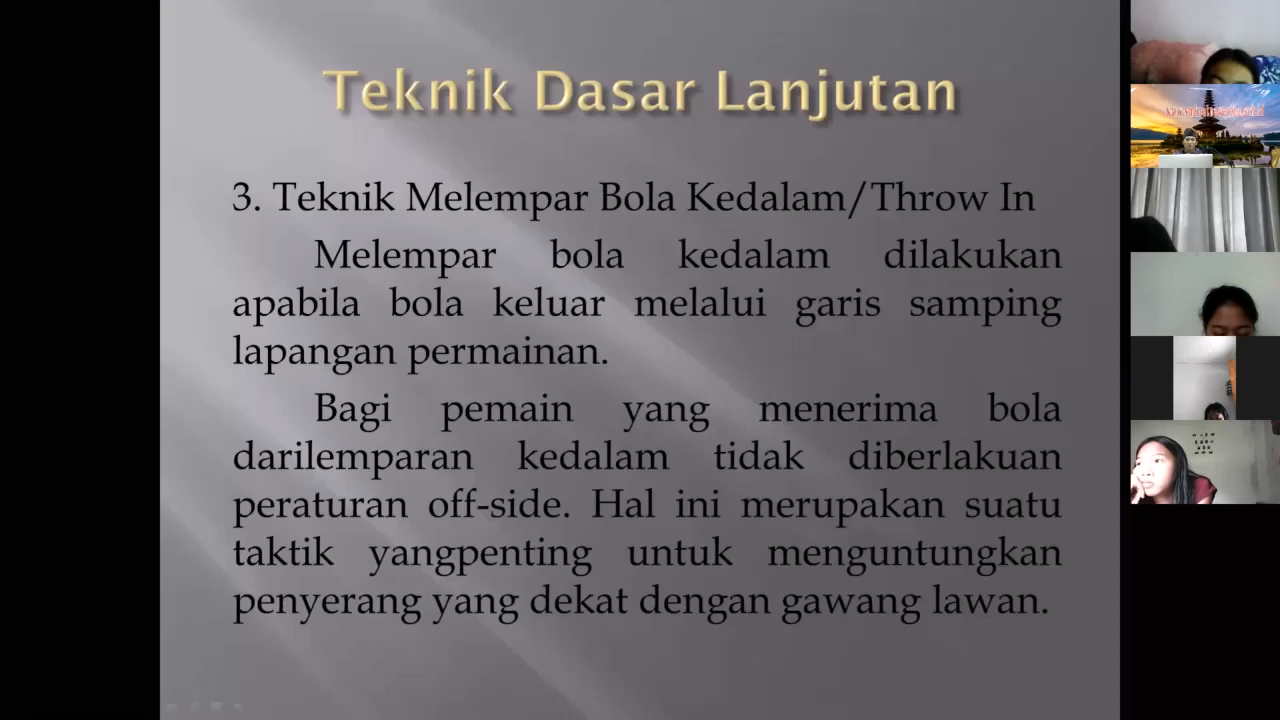 Teknik Dasar Lanjutan
3. Teknik Melempar Bola Kedalam/Throw In
Melempar bola kedalam dilakukan
apabila bola keluar melalui garis samping
lapangan permainan.
Bagi pemain yang menerima bola
darilemparan kedalam tidak diberlakuan
peraturan off-side. Hal ini merupakan suatu
taktik yangpenting untuk menguntungkan
penyerang yang dekat dengan gawang lawan.